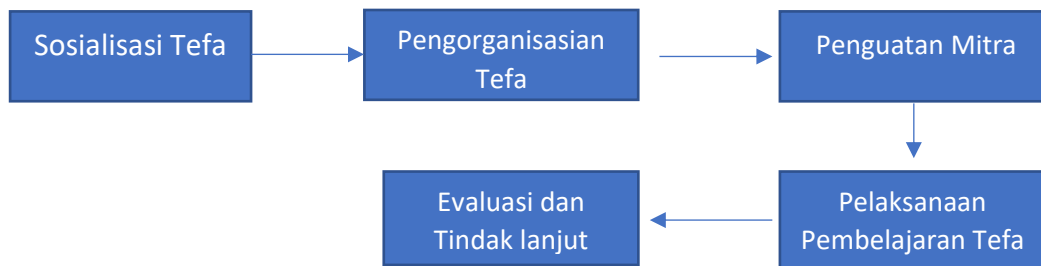 Sosialisasi Tefa
Pengorganisasian
Tefa
Penguatan Mitra
Pelaksanaan
Pembelajaran Tefa
Evaluasi dan
Tindak lanjut